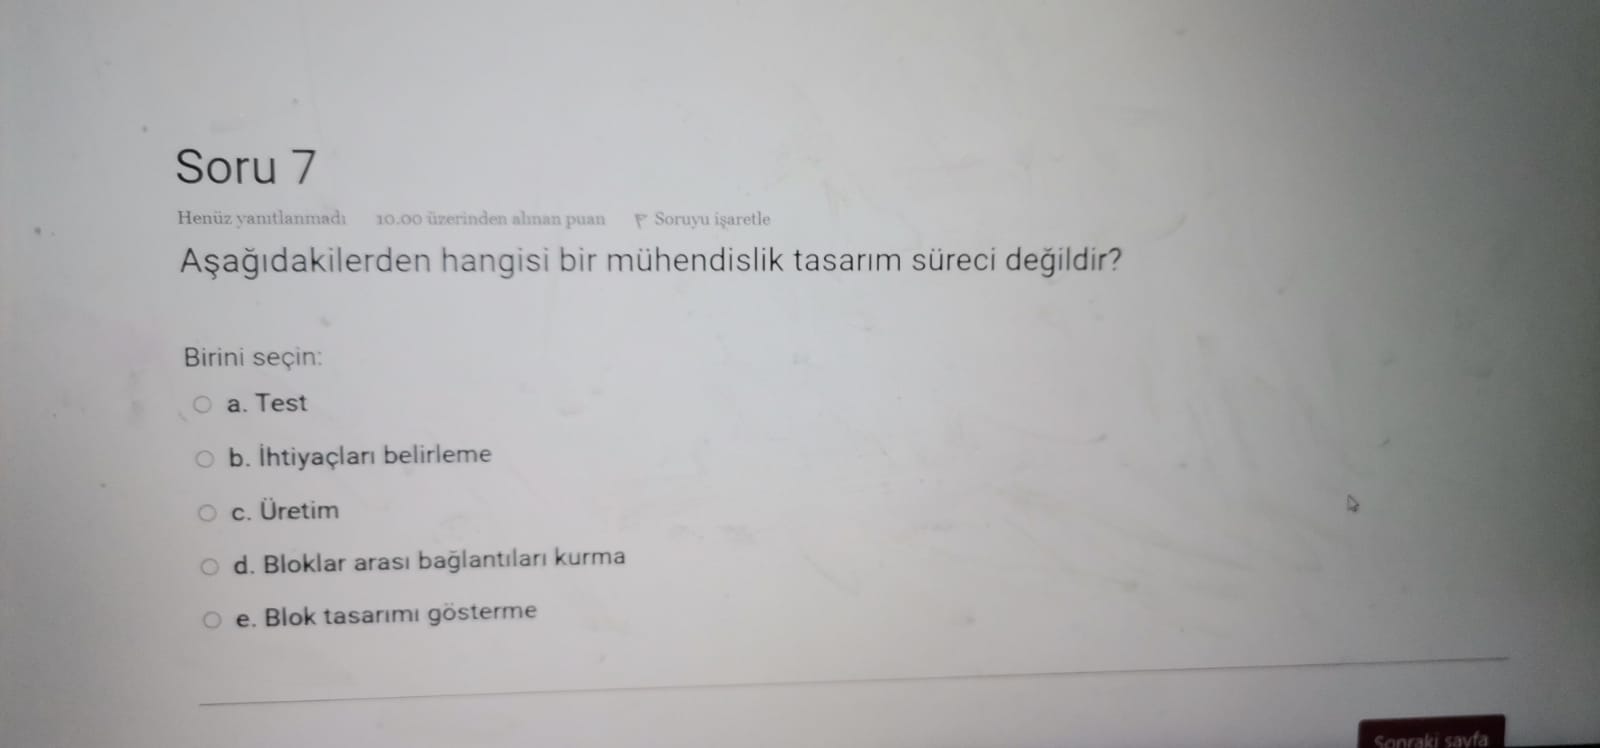 Soru 7
Henüz yanıtlanmadı 10.00 üzerinden alınan puan Soruyu işaretle
Aşağıdakilerden hangisi bir mühendislik tasarım süreci değildir?
Birini seçin:
a. Test
b. İhtiyaçları belirleme
c. Üretim
d. Bloklar arası bağlantıları kurma
e. Blok tasarımı gösterme
Sonraki sayfa